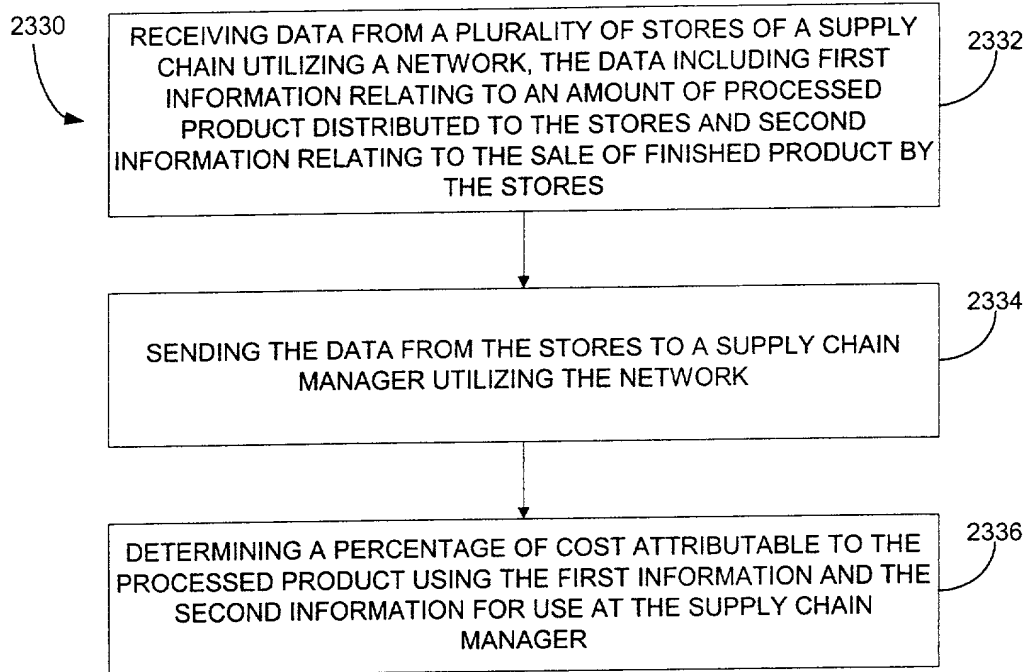 2330
RECEIVING DATA FROM A PLURALITY OF STORES OF A SUPPLY
CHAIN UTILIZING A NETWORK, THE DATA INCLUDING FIRST
INFORMATION RELATING TO AN AMOUNT OF PROCESSED
PRODUCT DISTRIBUTED TO THE STORES AND SECOND
INFORMATION RELATING TO THE SALE OF FINISHED PRODUCT BY
THE STORES
2332
SENDING THE DATA FROM THE STORES TO A SUPPLY CHAIN
MANAGER UTILIZING THE NETWORK
2334
DETERMINING A PERCENTAGE OF COST ATTRIBUTABLE TO THE
PROCESSED PRODUCT USING THE FIRST INFORMATION AND THE
SECOND INFORMATION FOR USE AT THE SUPPLY CHAIN
MANAGER
2336